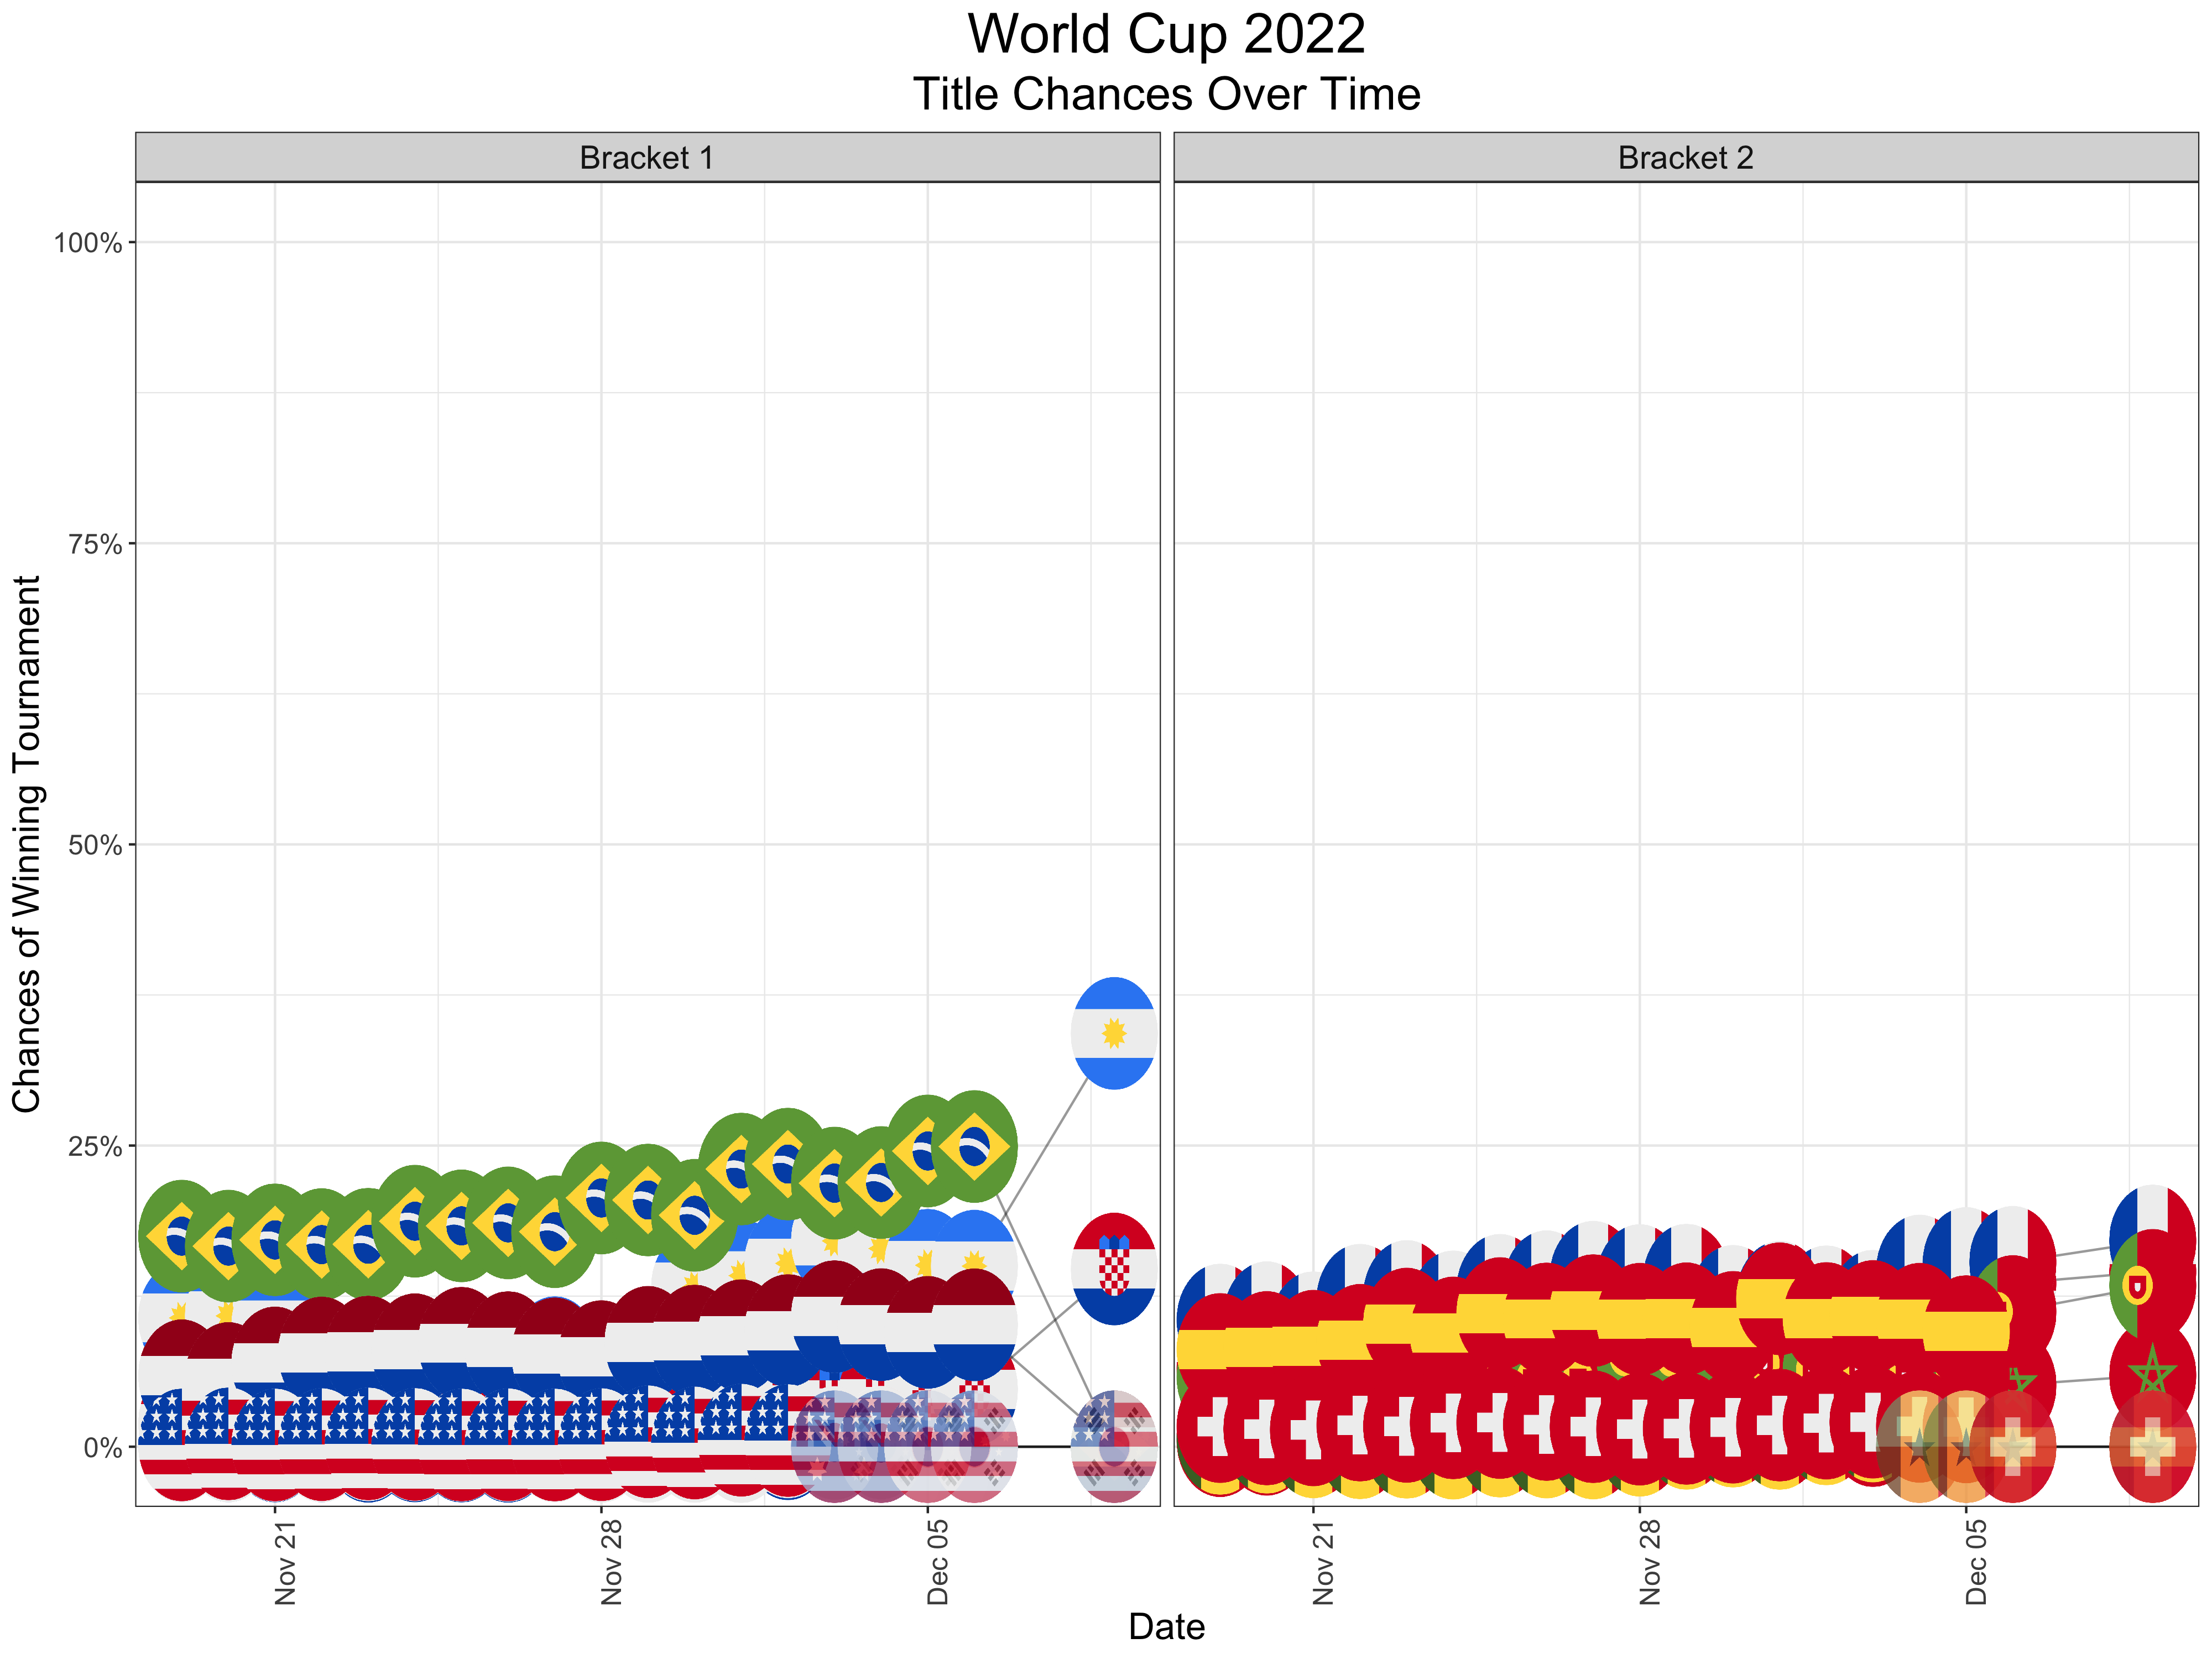 World Cup 2022
Title Chances Over Time
Bracket 1
Bracket 2
Chances of Winning Tournament
100%
75%
50%
25%
0%
Nov 21
Nov 28
Dec 05
Nov 21
Nov 28
Dec 05
Date